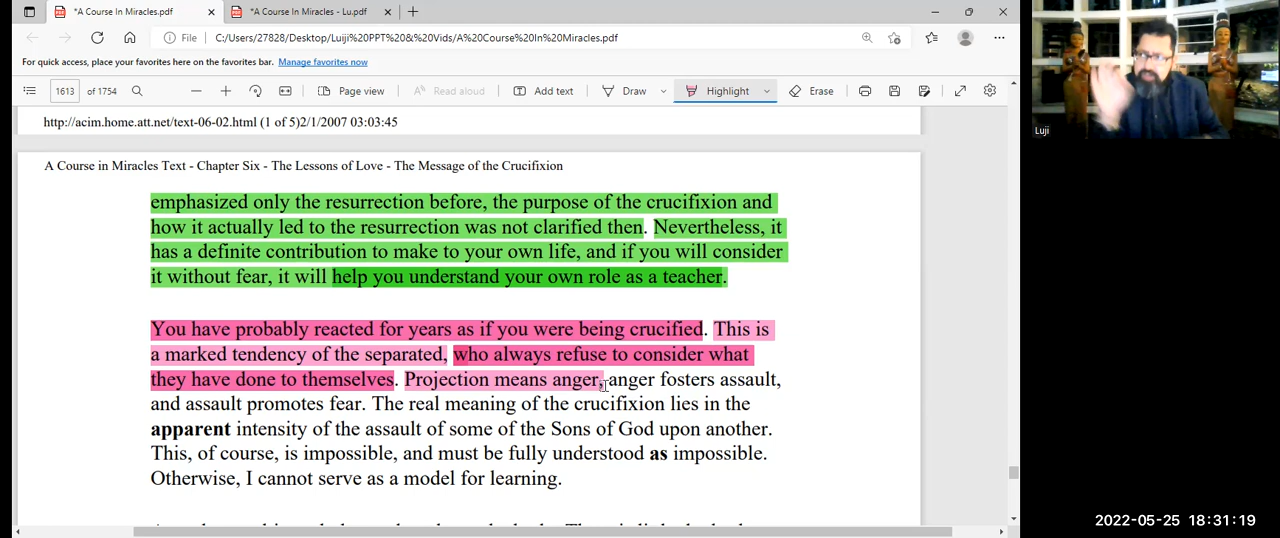 *A Course In Miracles.pdf
*A Course In Miracles - Lu.pdf
File
C:/Users/27828/Desktop/Luiji%20PPT%20&%20Vids/A%20Course%20In%20Miracles.pdf
For quick access, place your favorites here on the favorites bar. Manage favorites now
1613 of 1754
Page view
Read aloud
Add text
Draw
Highlight
Erase
http://acim.home.att.net/text-06-02.html (1 of 5)2/1/2007 03:03:45
A Course in Miracles Text - Chapter Six - The Lessons of Love - The Message of the Crucifixion
emphasized only the resurrection before, the purpose of the crucifixion and
how it actually led to the resurrection was not clarified then. Nevertheless, it
has a definite contribution to make to your own life, and if you will consider
it without fear, it will help you understand your own role as a teacher.
You have probably reacted for years as if you were being crucified. This is
a marked tendency of the separated, who always refuse to consider what
they have done to themselves. Projection means anger, anger fosters assault,
and assault promotes fear. The real meaning of the crucifixion lies in the
apparent intensity of the assault of some of the Sons of God upon another.
This, of course, is impossible, and must be fully understood as impossible.
Otherwise, I cannot serve as a model for learning.
Luji
2022-05-25 18:31:19